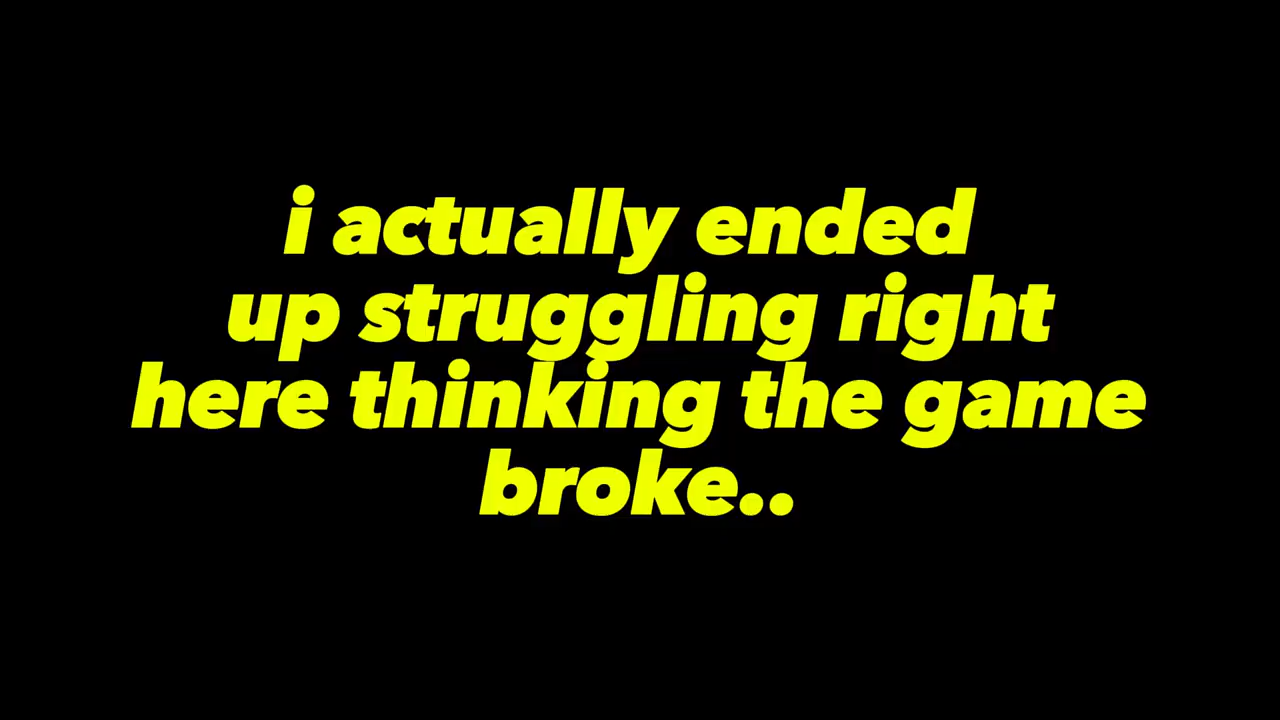 i actually ended
up struggling right
here thinking the game
broke..